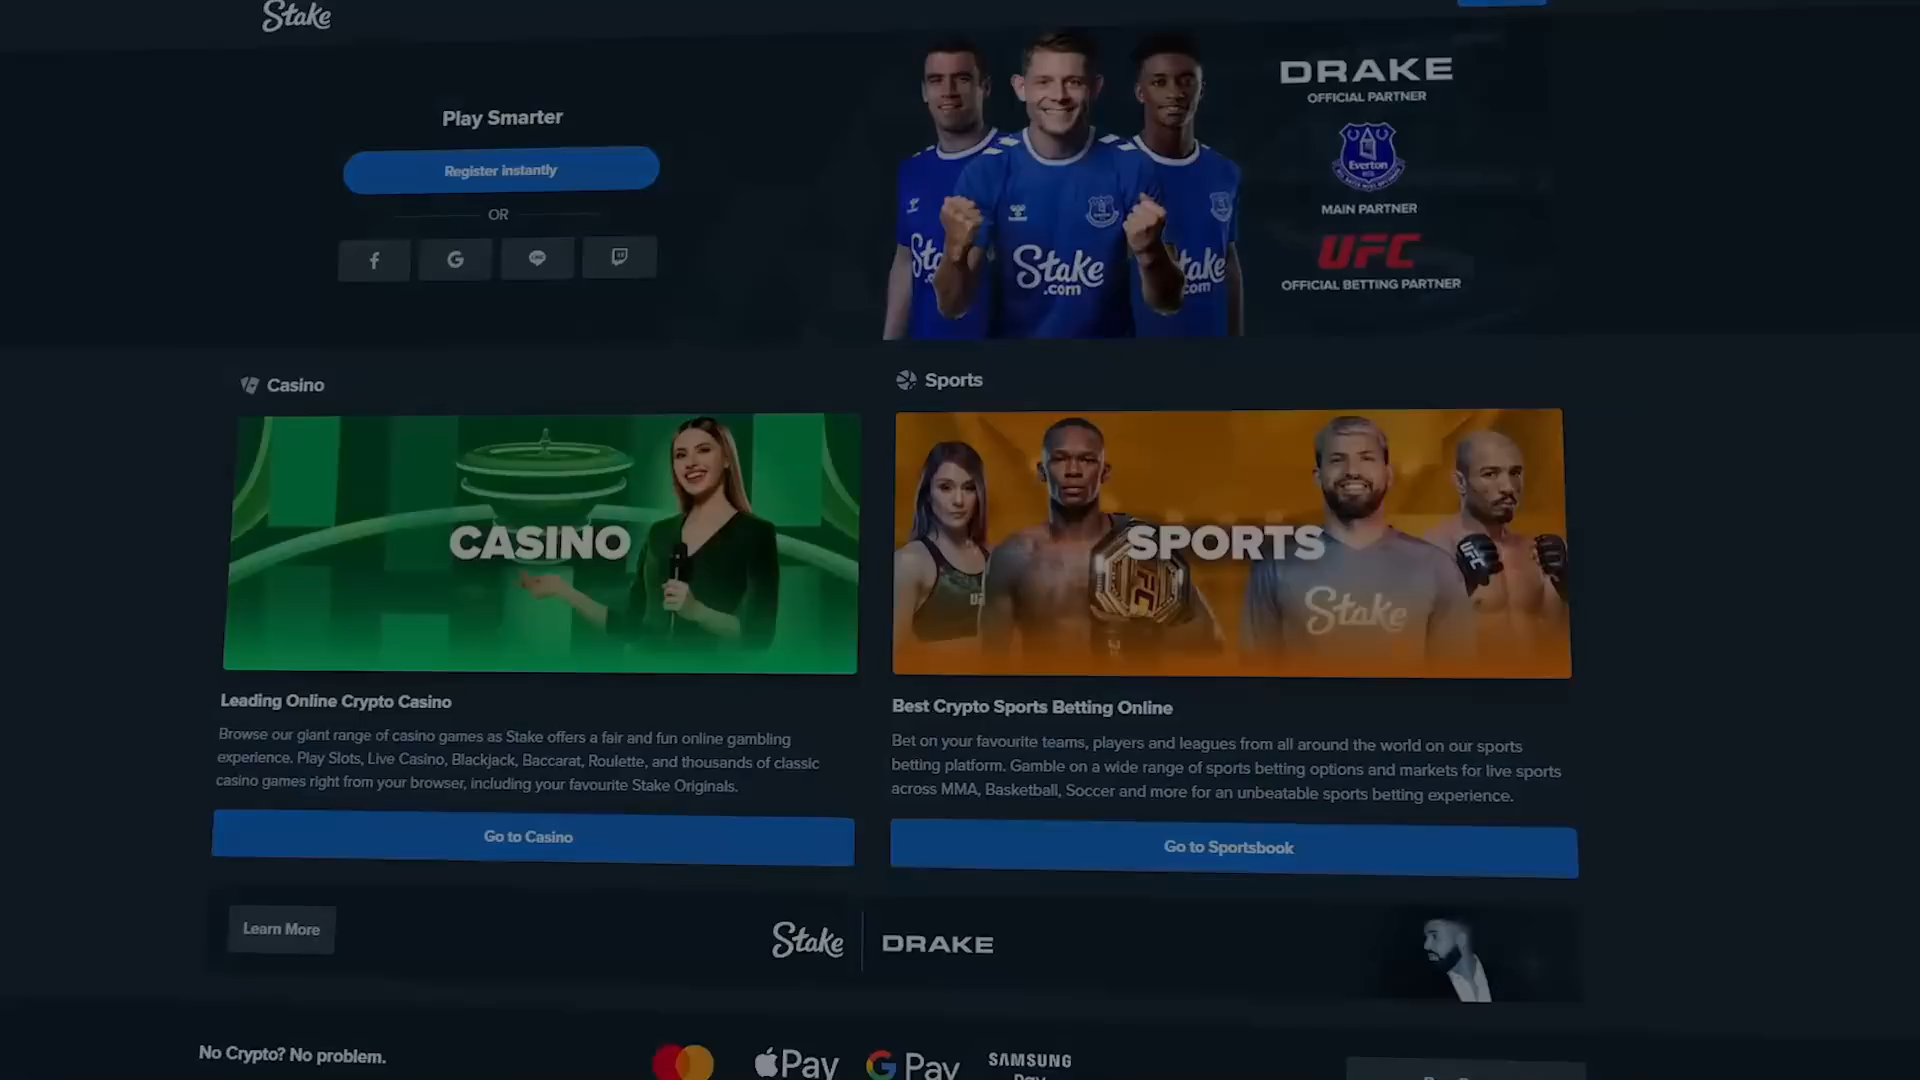 Stake
Play Smarter
Register instantly
OR
DRAKE
OFFICIAL PARTNER
Everton
MAIN PARTNER
UFC
OFFICIAL BETTING PARTNER
Stake
.com
Stake
.com
take
com
Casino
CASINO
Leading Online Crypto Casino
Browse our giant range of casino games as Stake offers a fair and fun online gambling
experience. Play Slots, Live Casino, Blackjack, Baccarat, Roulette, and thousands of classic
casino games right from your browser, including your favourite Stake Originals.
Go to Casino
Sports
SPORTS
Stake
UFC
Best Crypto Sports Betting Online
Bet on your favourite teams, players and leagues from all around the world on our sports
betting platform. Gamble on a wide range of sports betting options and markets for live sports
across MMA, Basketball, Soccer and more for an unbeatable sports betting experience.
Go to Sportsbook
Learn More
Stake
DRAKE
No Crypto? No problem.
Pay
G Pay
SAMSUNG
Pay